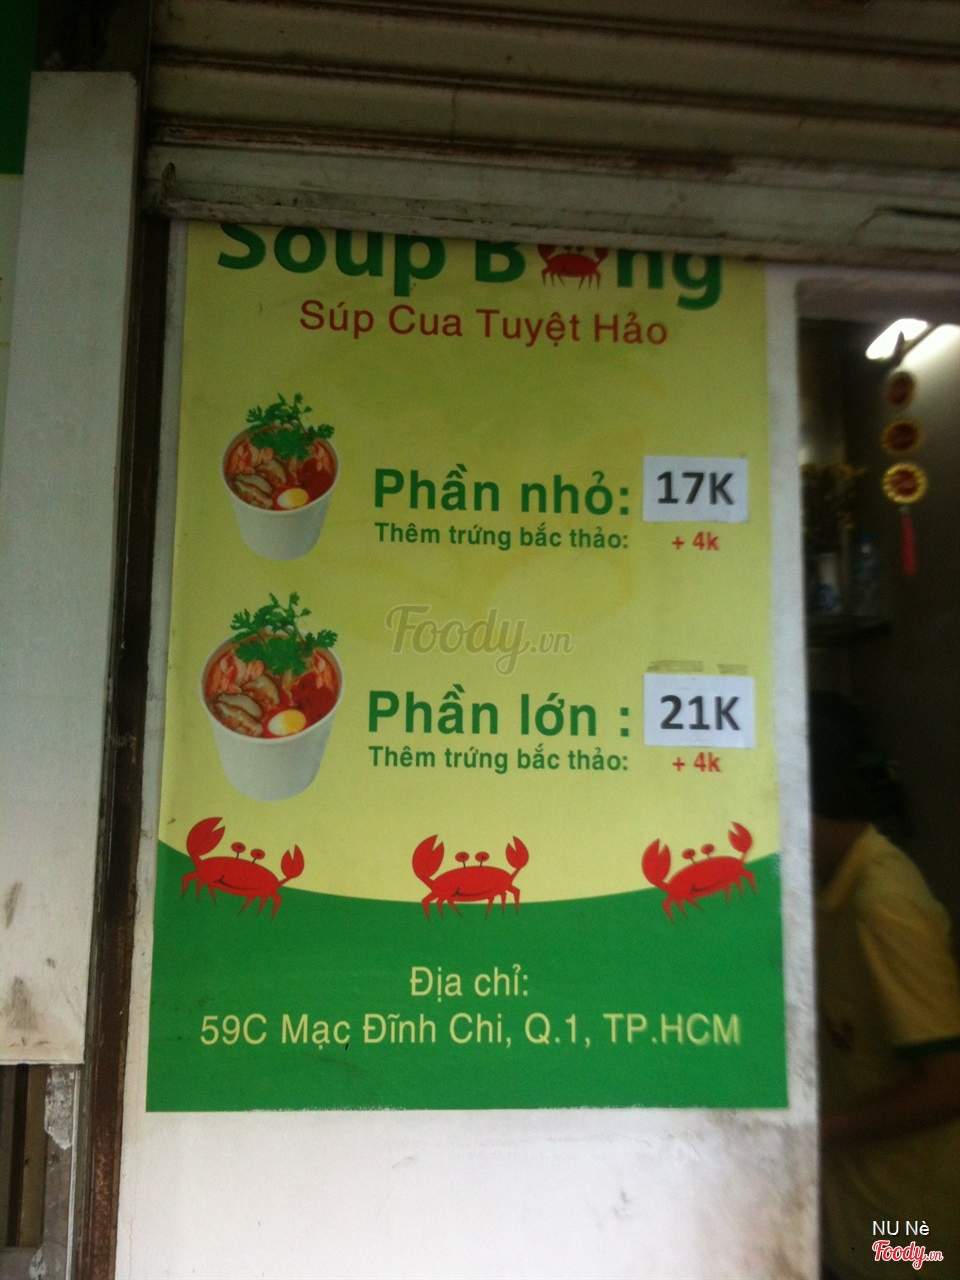 Soup Bong
Súp Cua Tuyệt Hảo
Phần nhỏ: 17K
Thêm trứng bắc thảo: + 4k
Foody.vn
Phần lớn : 21K
Thêm trứng bắc thảo: + 4k
Địa chỉ:
59C Mạc Đĩnh Chi, Q.1, TP.HCM
NU Nè
Foody.vn